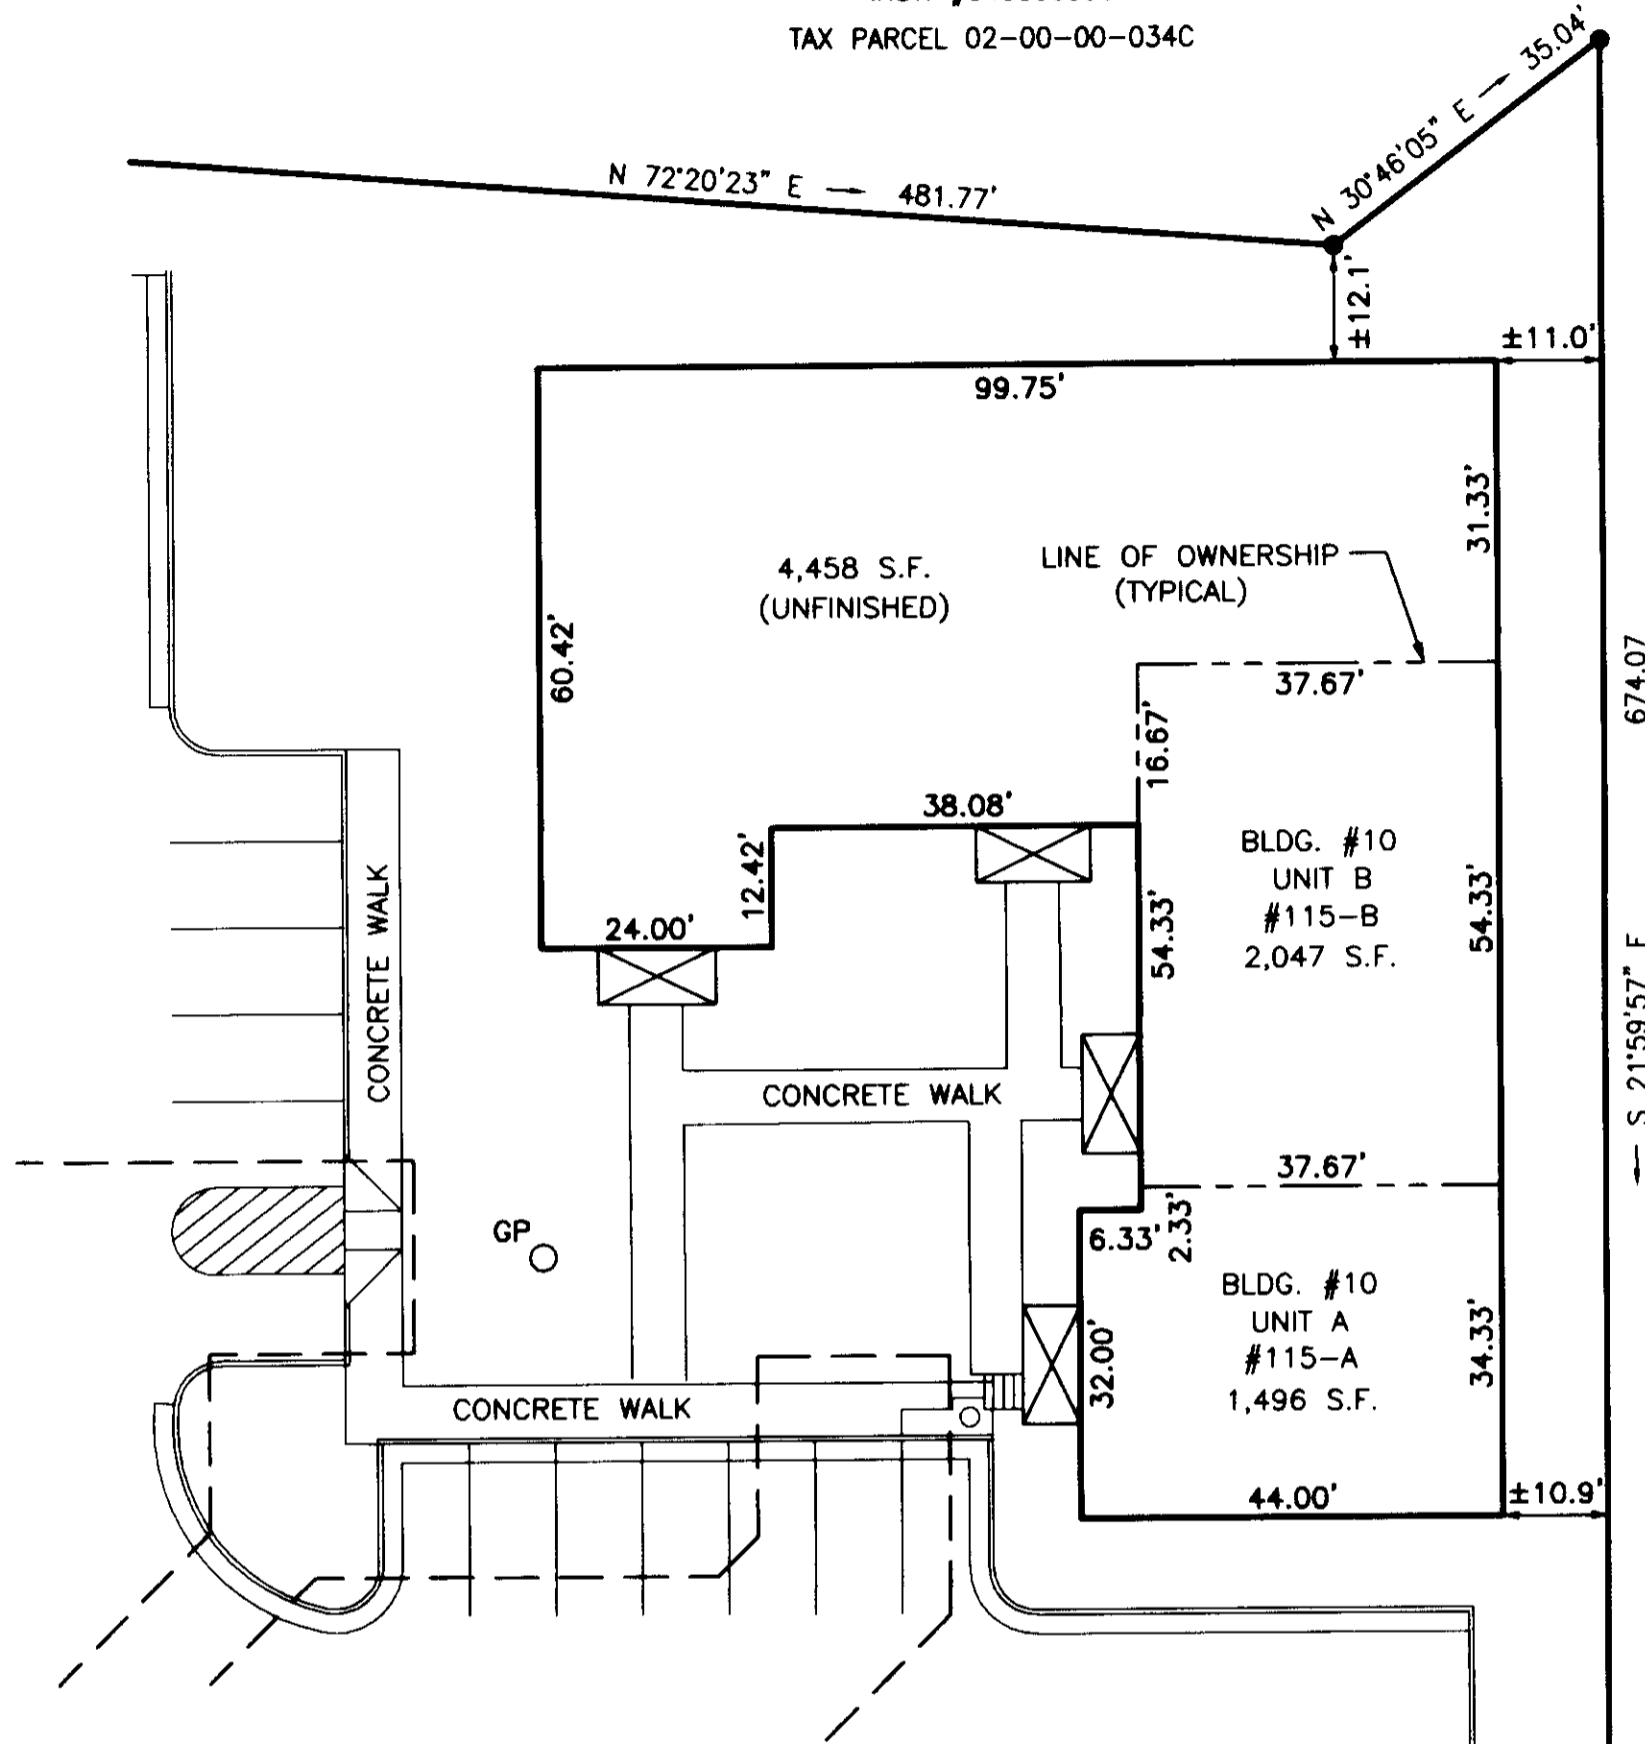 TAX PARCEL 02-00-00-034C
N 30°46'05" E → 35.04'
N 72°20'23" E → 481.77'
±12.1'
±11.0'
99.75'
31.33'
4,458 S.F.
(UNFINISHED)
LINE OF OWNERSHIP
(TYPICAL)
60.42'
37.67'
674.07
16.67'
38.08'
12.42'
24.00'
BLDG. #10
UNIT B
#115-B
2,047 S.F.
54.33'
54.33'
CONCRETE WALK
CONCRETE WALK
← S 21°59'57" E
37.67'
6.33'
2.33'
GP
BLDG. #10
UNIT A
#115-A
1,496 S.F.
32.00'
34.33'
CONCRETE WALK
44.00'
±10.9'